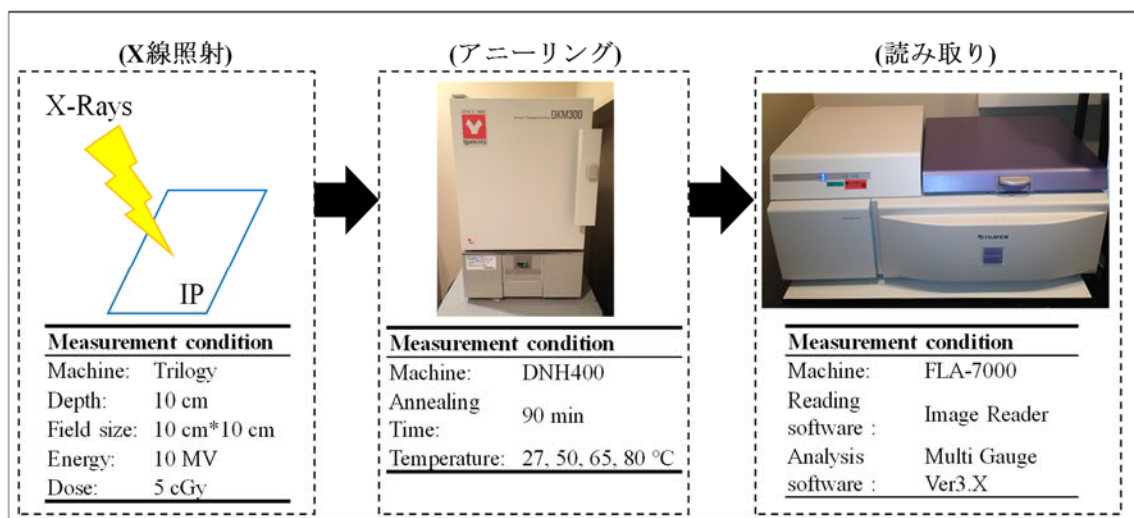 (X線照射)
X-Rays
IP
Measurement condition
Machine: Trilogy
Depth: 10 cm
Field size: 10 cm*10 cm
Energy: 10 MV
Dose: 5 cGy
(アニーリング)
DKM300
yamato
Measurement condition
Machine: DNH400
Annealing
Time: 90 min
Temperature: 27, 50, 65, 80 °C
(読み取り)
FUJIFILM
Measurement condition
Machine: FLA-7000
Reading
software : Image Reader
Analysis Multi Gauge
software : Ver3.X